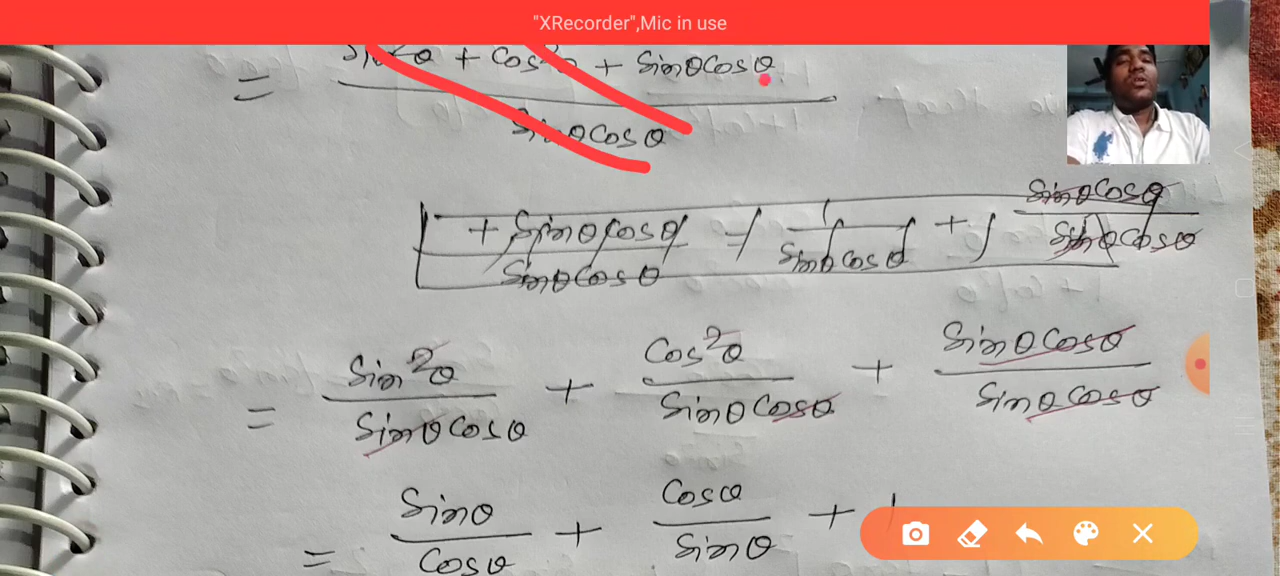 "XRecorder",Mic in use
= sin²θ + cos²θ + sinθcosθ
sinθcosθ
+ sinθcosθ = 1 + sinθcosθ
sinθcosθ sinθcosθ sinθcosθ
= sin²θ + cos²θ + sinθcosθ
sinθcosθ sinθcosθ sinθcosθ
= sinθ + cosθ + 1
cosθ sinθ